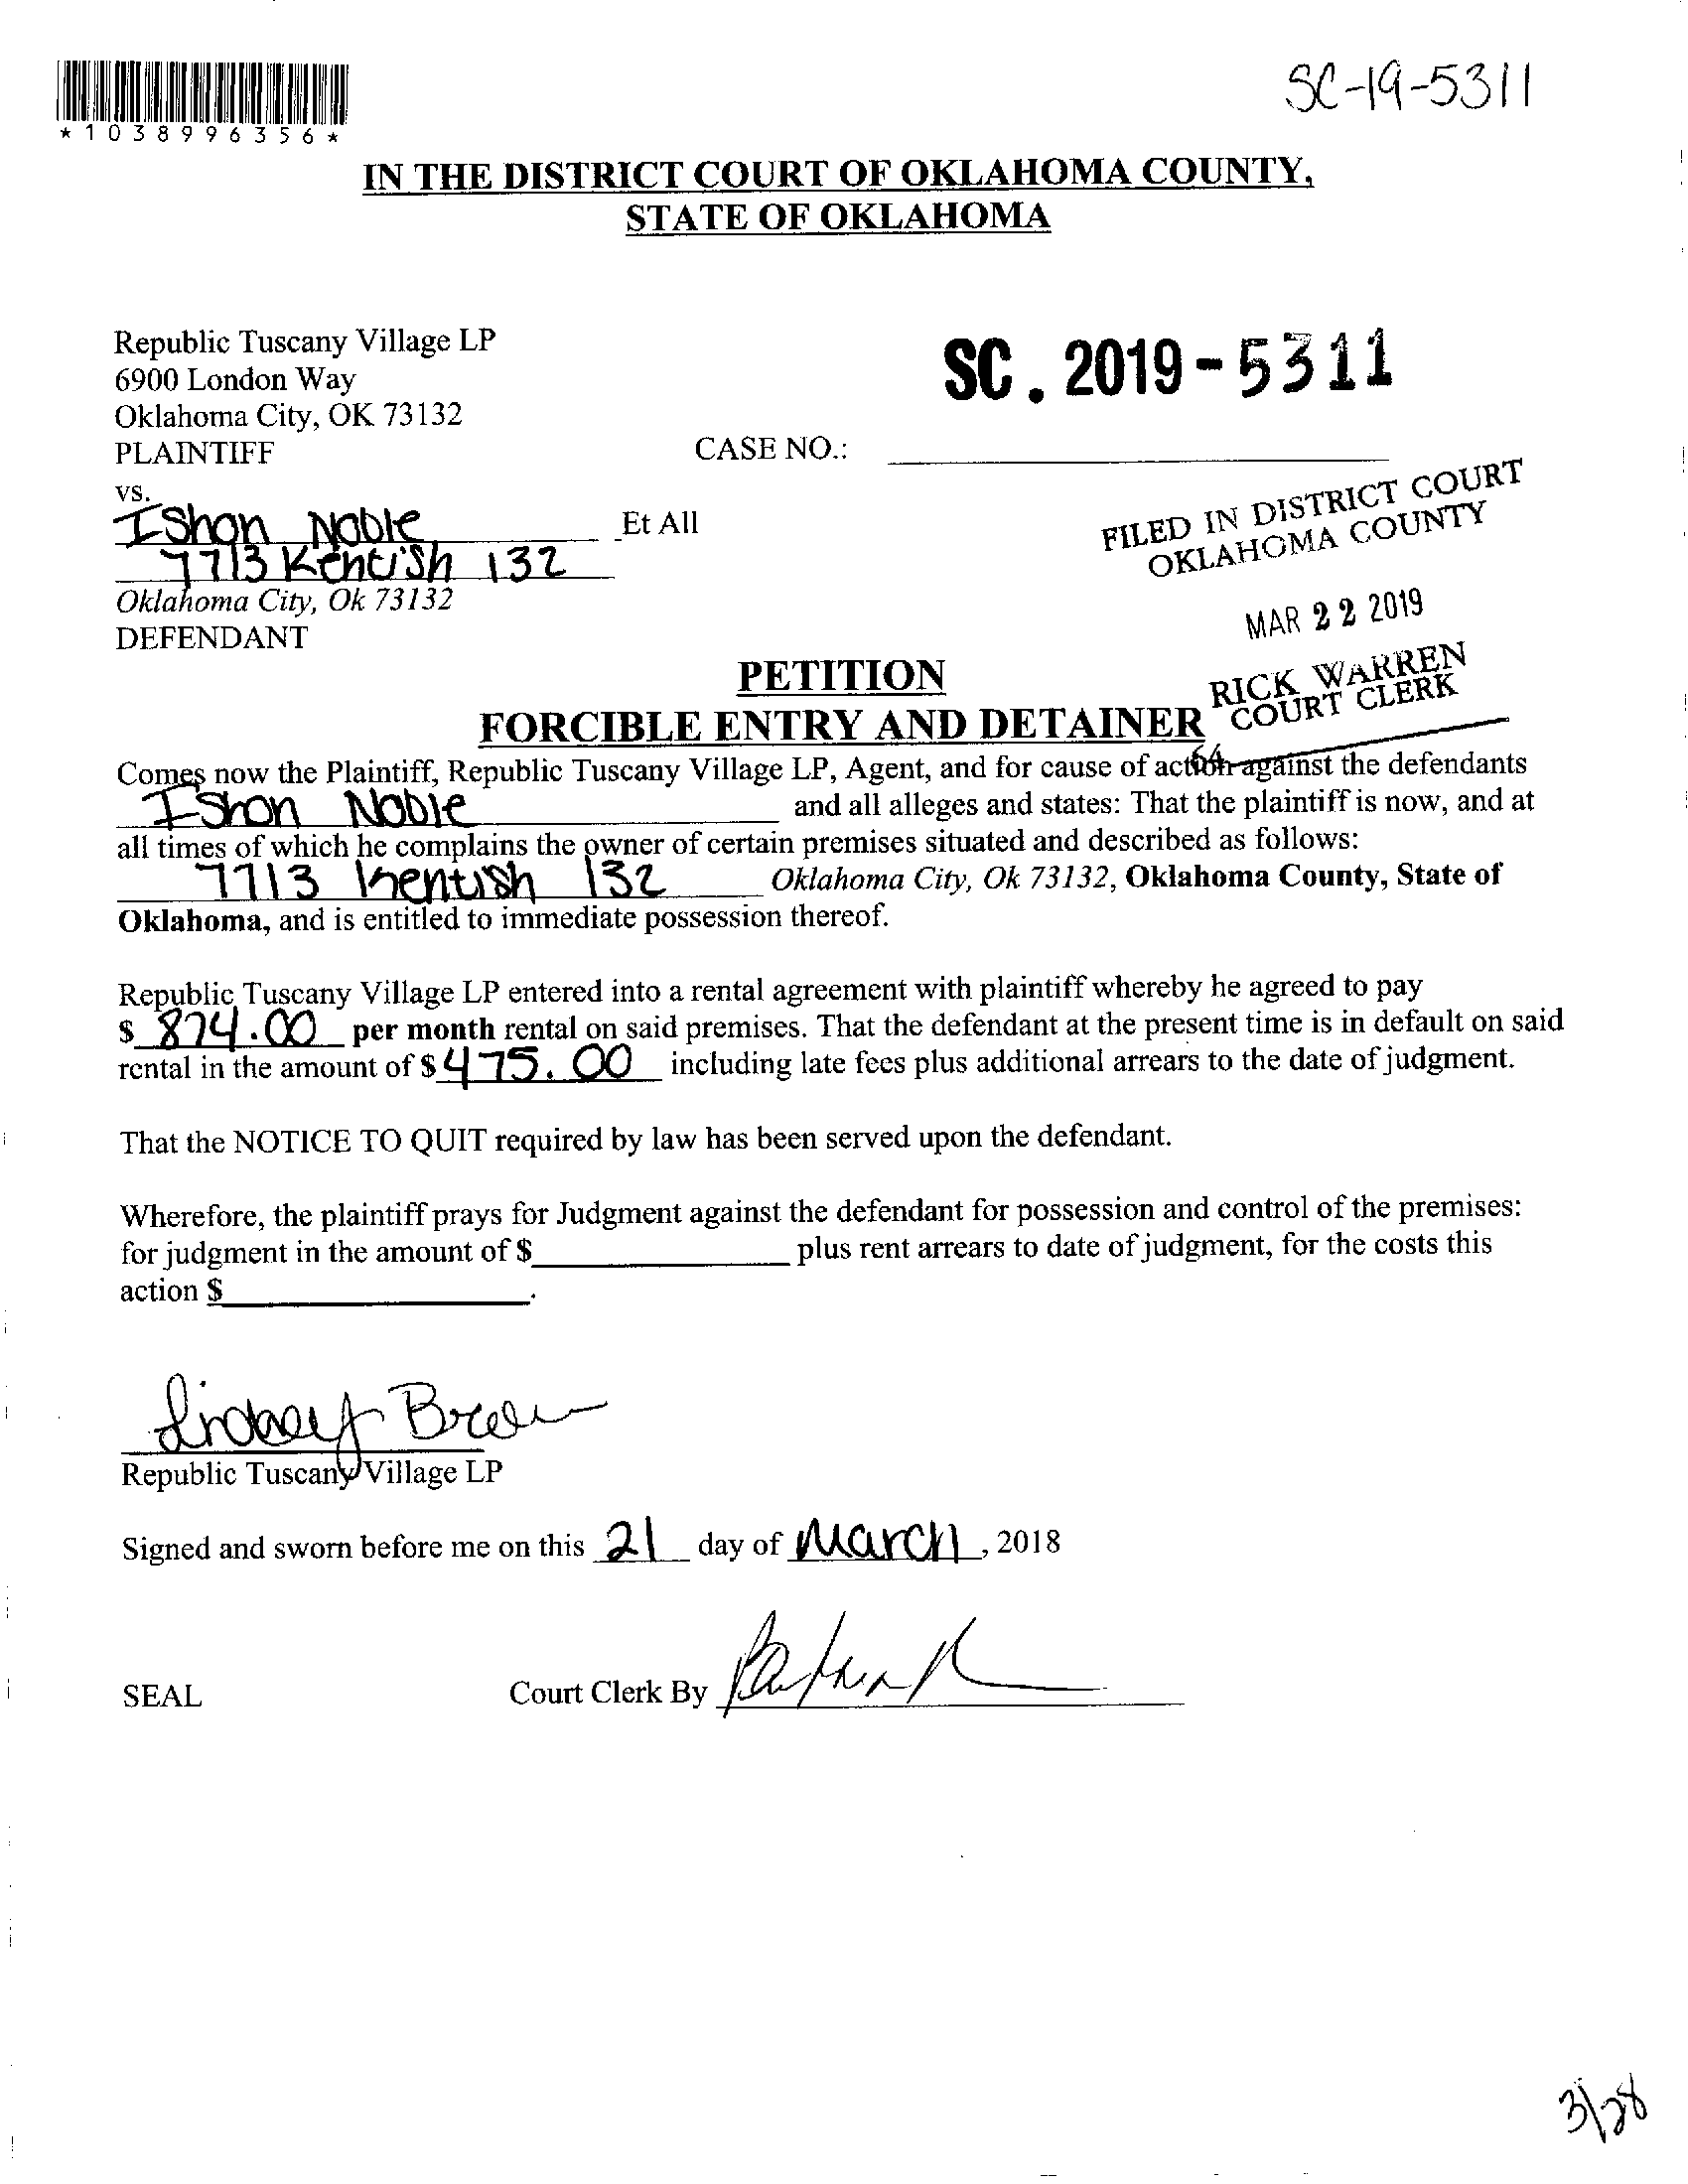 SC-19-5311
*1038996356*
IN THE DISTRICT COURT OF OKLAHOMA COUNTY,
STATE OF OKLAHOMA
Republic Tuscany Village LP
6900 London Way
Oklahoma City, OK 73132
PLAINTIFF
SC. 2019-5311
CASE NO.:
vs.
IShon Noble Et All
7713 Kentish 132
Oklahoma City, Ok 73132
DEFENDANT
FILED IN DISTRICT COURT
OKLAHOMA COUNTY
MAR 22 2019
RICK WARREN
COURT CLERK
64
PETITION
FORCIBLE ENTRY AND DETAINER
Comes now the Plaintiff, Republic Tuscany Village LP, Agent, and for cause of action against the defendants
IShon Noble and all alleges and states: That the plaintiff is now, and at
all times of which he complains the owner of certain premises situated and described as follows:
7713 Kentish 132 Oklahoma City, Ok 73132, Oklahoma County, State of
Oklahoma, and is entitled to immediate possession thereof.
Republic Tuscany Village LP entered into a rental agreement with plaintiff whereby he agreed to pay
$ 874.00 per month rental on said premises. That the defendant at the present time is in default on said
rental in the amount of $ 475.00 including late fees plus additional arrears to the date of judgment.
That the NOTICE TO QUIT required by law has been served upon the defendant.
Wherefore, the plaintiff prays for Judgment against the defendant for possession and control of the premises:
for judgment in the amount of $ plus rent arrears to date of judgment, for the costs this
action $ .
Republic Tuscany Village LP
Signed and sworn before me on this 21 day of March, 2018
SEAL
Court Clerk By
3/28